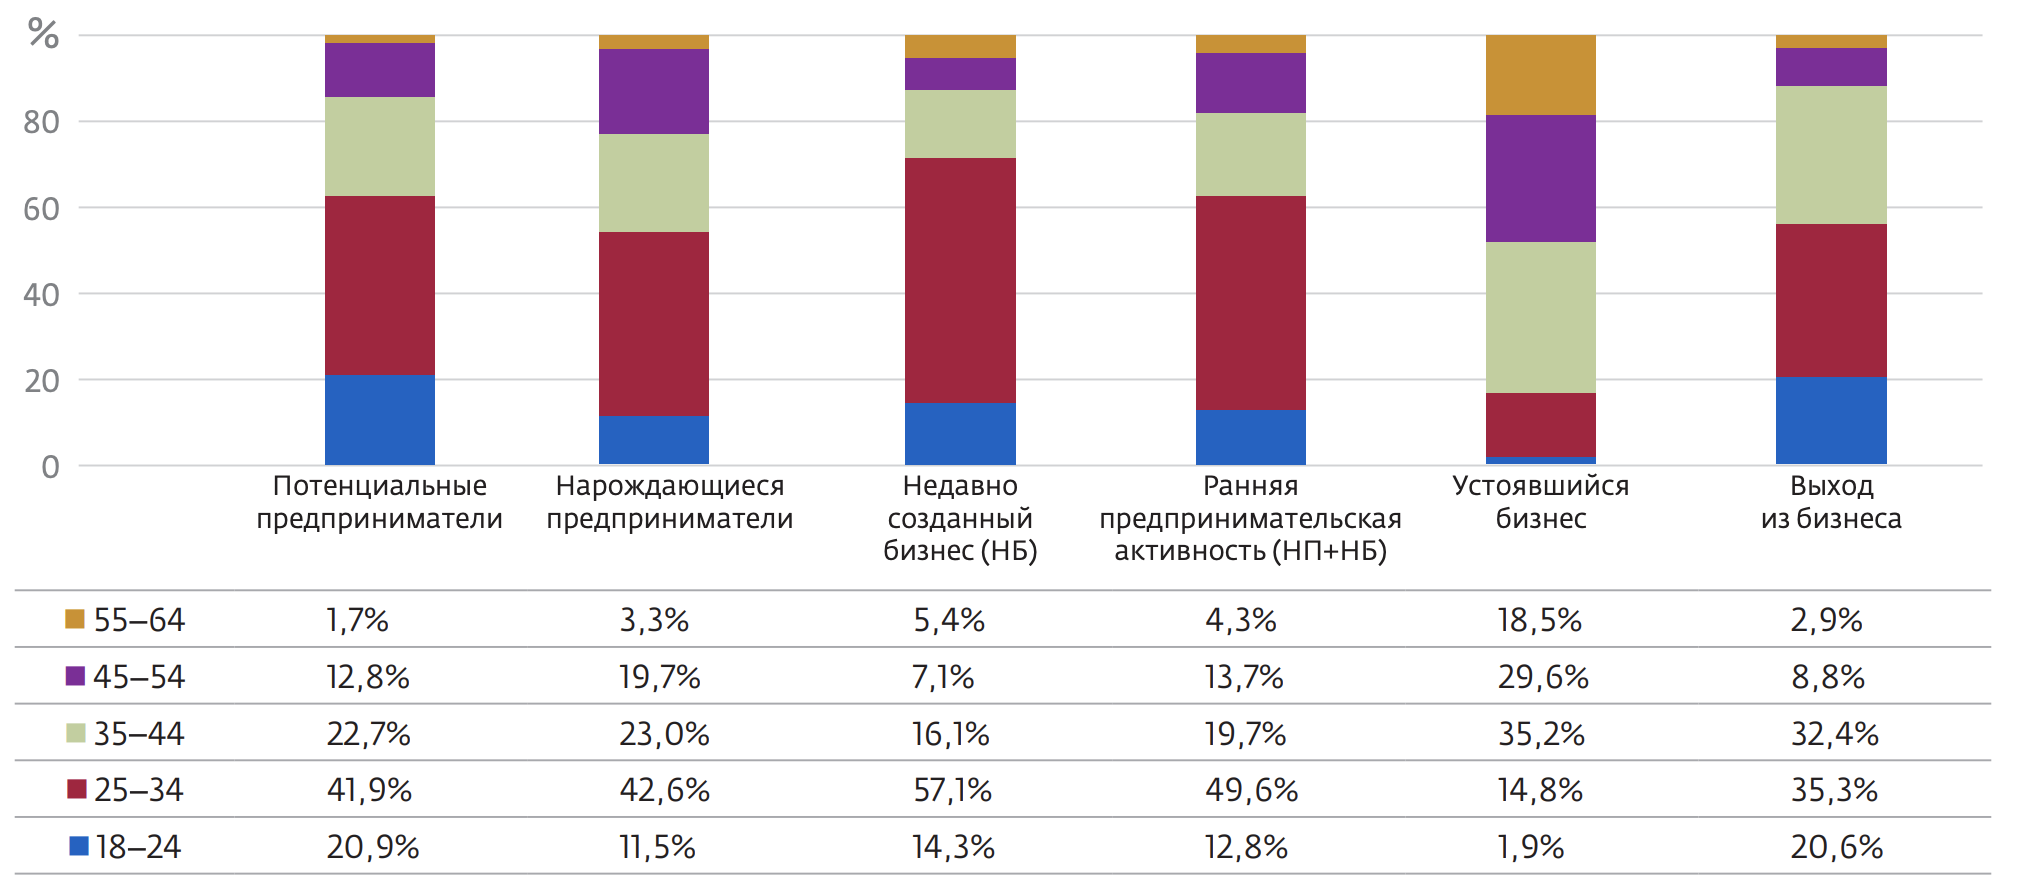 %
80
60
40
20
0
Потенциальные
предприниматели
Нарождающиеся
предприниматели
Недавно
созданный
бизнес (НБ)
Ранняя
предпринимательская
активность (НП+НБ)
Устоявшийся
бизнес
Выход
из бизнеса
55–64 1,7% 3,3% 5,4% 4,3% 18,5% 2,9%
45–54 12,8% 19,7% 7,1% 13,7% 29,6% 8,8%
35–44 22,7% 23,0% 16,1% 19,7% 35,2% 32,4%
25–34 41,9% 42,6% 57,1% 49,6% 14,8% 35,3%
18–24 20,9% 11,5% 14,3% 12,8% 1,9% 20,6%